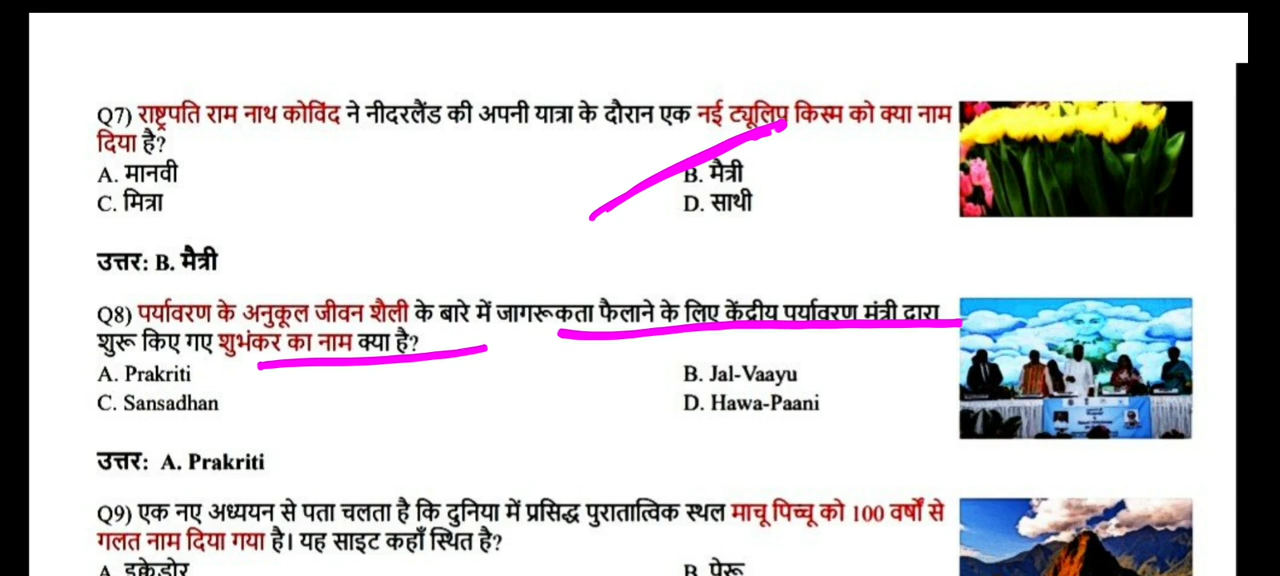 Q7) राष्ट्रपति राम नाथ कोविंद ने नीदरलैंड की अपनी यात्रा के दौरान एक नई ट्यूलिप किस्म को क्या नाम
दिया है?
A. मानवी B. मैत्री
C. मित्रा D. साथी
उत्तर: B. मैत्री
Q8) पर्यावरण के अनुकूल जीवन शैली के बारे में जागरूकता फैलाने के लिए केंद्रीय पर्यावरण मंत्री द्वारा
शुरू किए गए शुभंकर का नाम क्या है?
A. Prakriti B. Jal-Vaayu
C. Sansadhan D. Hawa-Paani
उत्तर: A. Prakriti
Q9) एक नए अध्ययन से पता चलता है कि दुनिया में प्रसिद्ध पुरातात्विक स्थल माचू पिच्चू को 100 वर्षों से
गलत नाम दिया गया है। यह साइट कहाँ स्थित है?
A. इक्वेडोर B. पेरू